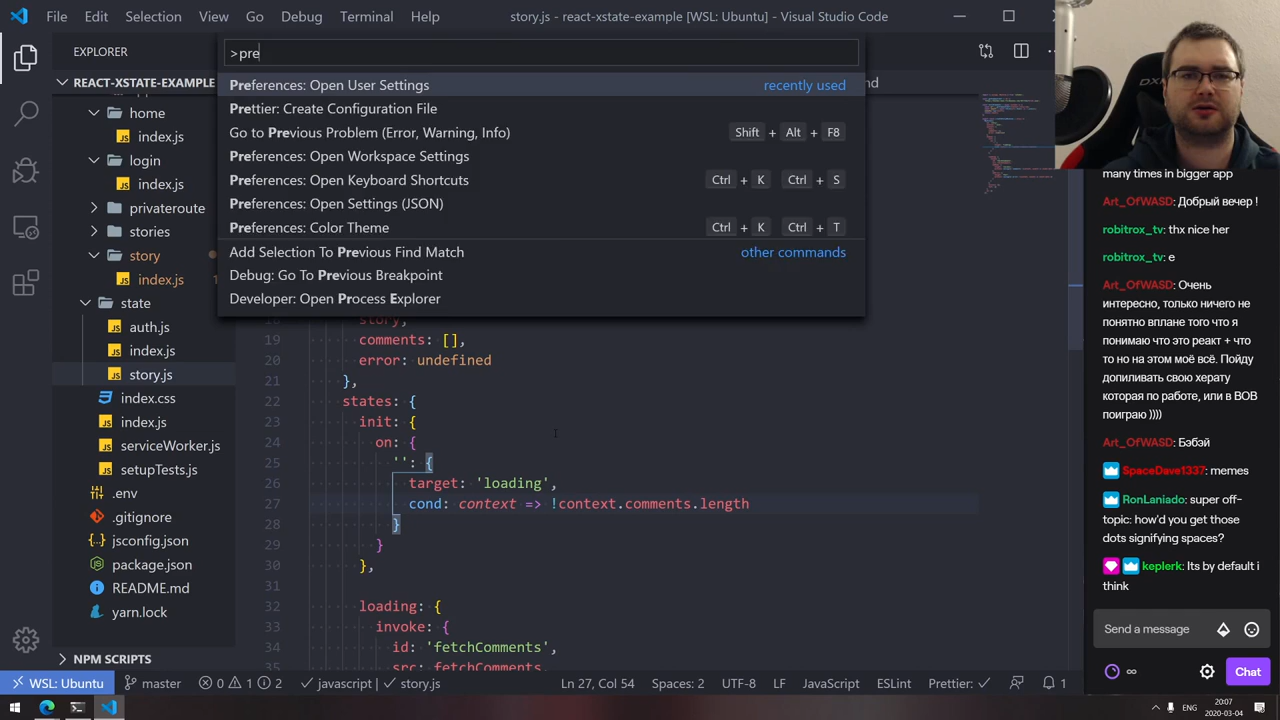 File Edit Selection View Go Debug Terminal Help
story.js - react-xstate-example [WSL: Ubuntu] - Visual Studio Code
EXPLORER
REACT-XSTATE-EXAMPLE
home
index.js
login
index.js
privateroute
stories
story
index.js
1
state
auth.js
index.js
story.js
index.css
index.js
serviceWorker.js
setupTests.js
.env
.gitignore
jsconfig.json
package.json
README.md
yarn.lock
NPM SCRIPTS
>pre
Preferences: Open User Settings recently used
Prettier: Create Configuration File
Go to Previous Problem (Error, Warning, Info) Shift + Alt + F8
Preferences: Open Workspace Settings
Preferences: Open Keyboard Shortcuts Ctrl + K Ctrl + S
Preferences: Open Settings (JSON)
Preferences: Color Theme Ctrl + K Ctrl + T
Add Selection To Previous Find Match other commands
Debug: Go To Previous Breakpoint
Developer: Open Process Explorer
18 story,
19 comments: [],
20 error: undefined
21 },
22 states: {
23 init: {
24 on: {
25 '': {
26 target: 'loading',
27 cond: context => !context.comments.length
28 }
29 }
30 },
31
32 loading: {
33 invoke: {
34 id: 'fetchComments',
35 src: fetchComments,
many times in bigger app
Art_OfWASD: Добрый вечер !
robitrox_tv: thx nice her
robitrox_tv: e
Art_OfWASD: Очень
интересно, только ничего не
понятно вплане того что я
понимаю что это реакт + что
то но на этом моё всё. Пойду
допиливать свою херату
которая по работе, или в ВОВ
поиграю ))))
Art_OfWASD: Бэбэй
SpaceDave1337: memes
RonLaniado: super off-
topic: how'd you get those
dots signifying spaces?
keplerk: Its by default i
think
Send a message
∞
Chat
WSL: Ubuntu master 0 1 2 javascript story.js Ln 27, Col 54 Spaces: 2 UTF-8 LF JavaScript ESLint Prettier: 1
ENG
20:07
2020-03-04